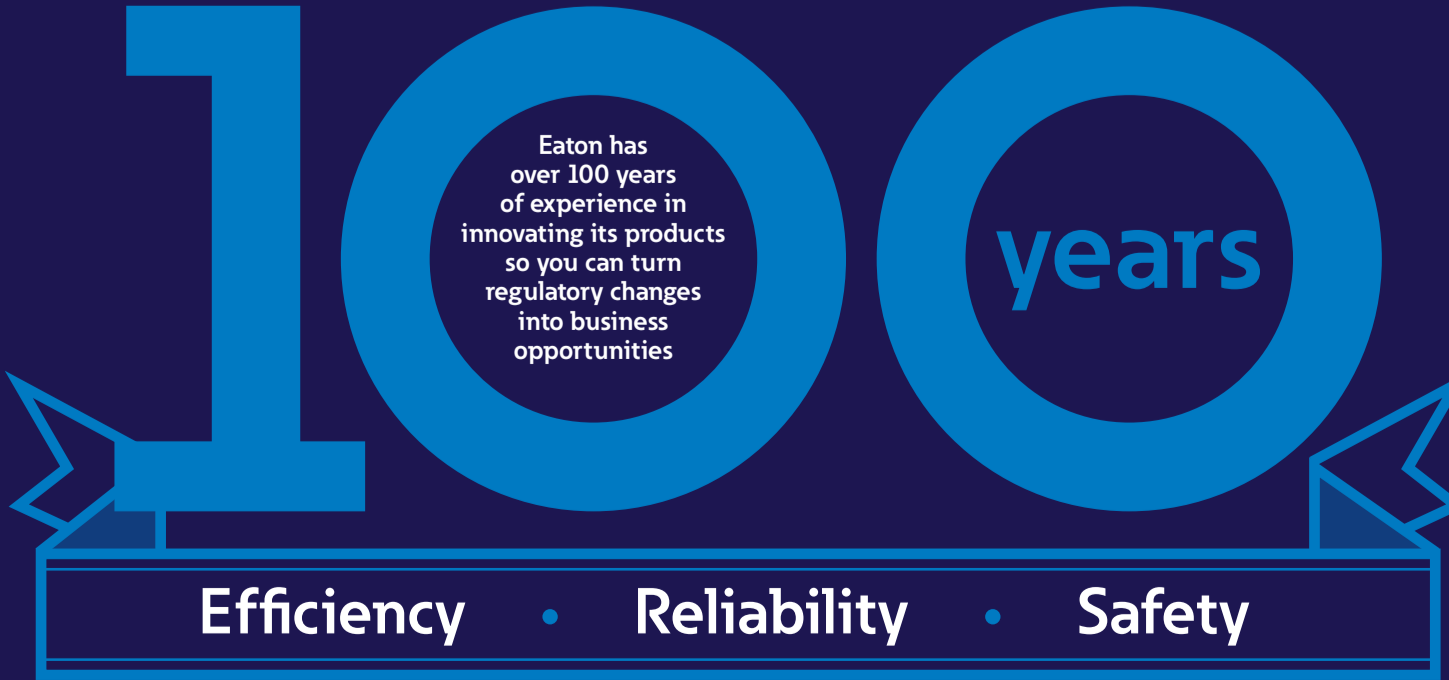 100
Eaton has
over 100 years
of experience in
innovating its products
so you can turn
regulatory changes
into business
opportunities
years
Efficiency • Reliability • Safety